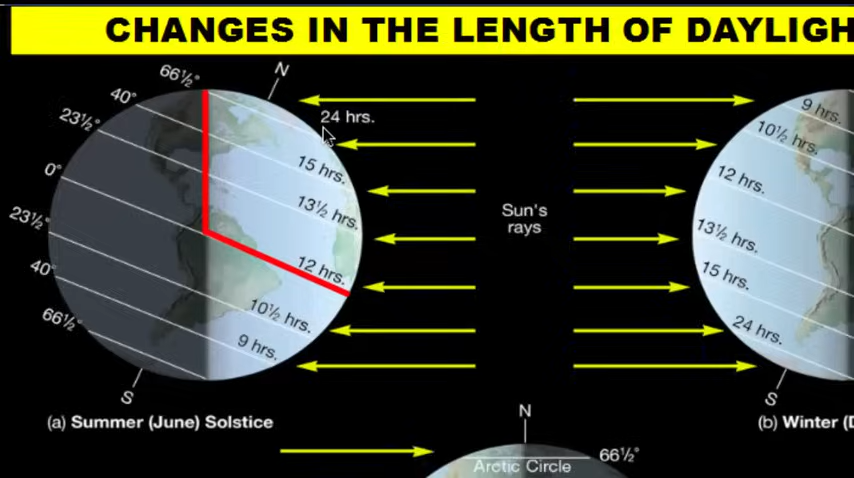 CHANGES IN THE LENGTH OF DAYLIGH
66½°
N
40°
23½°
0°
23½°
40°
66½°
S
24 hrs.
15 hrs.
13½ hrs.
12 hrs.
10½ hrs.
9 hrs.
(a) Summer (June) Solstice
Sun's
rays
9 hrs.
10½ hrs.
12 hrs.
13½ hrs.
15 hrs.
24 hrs.
S
(b) Winter (D
N
66½°
Arctic Circle